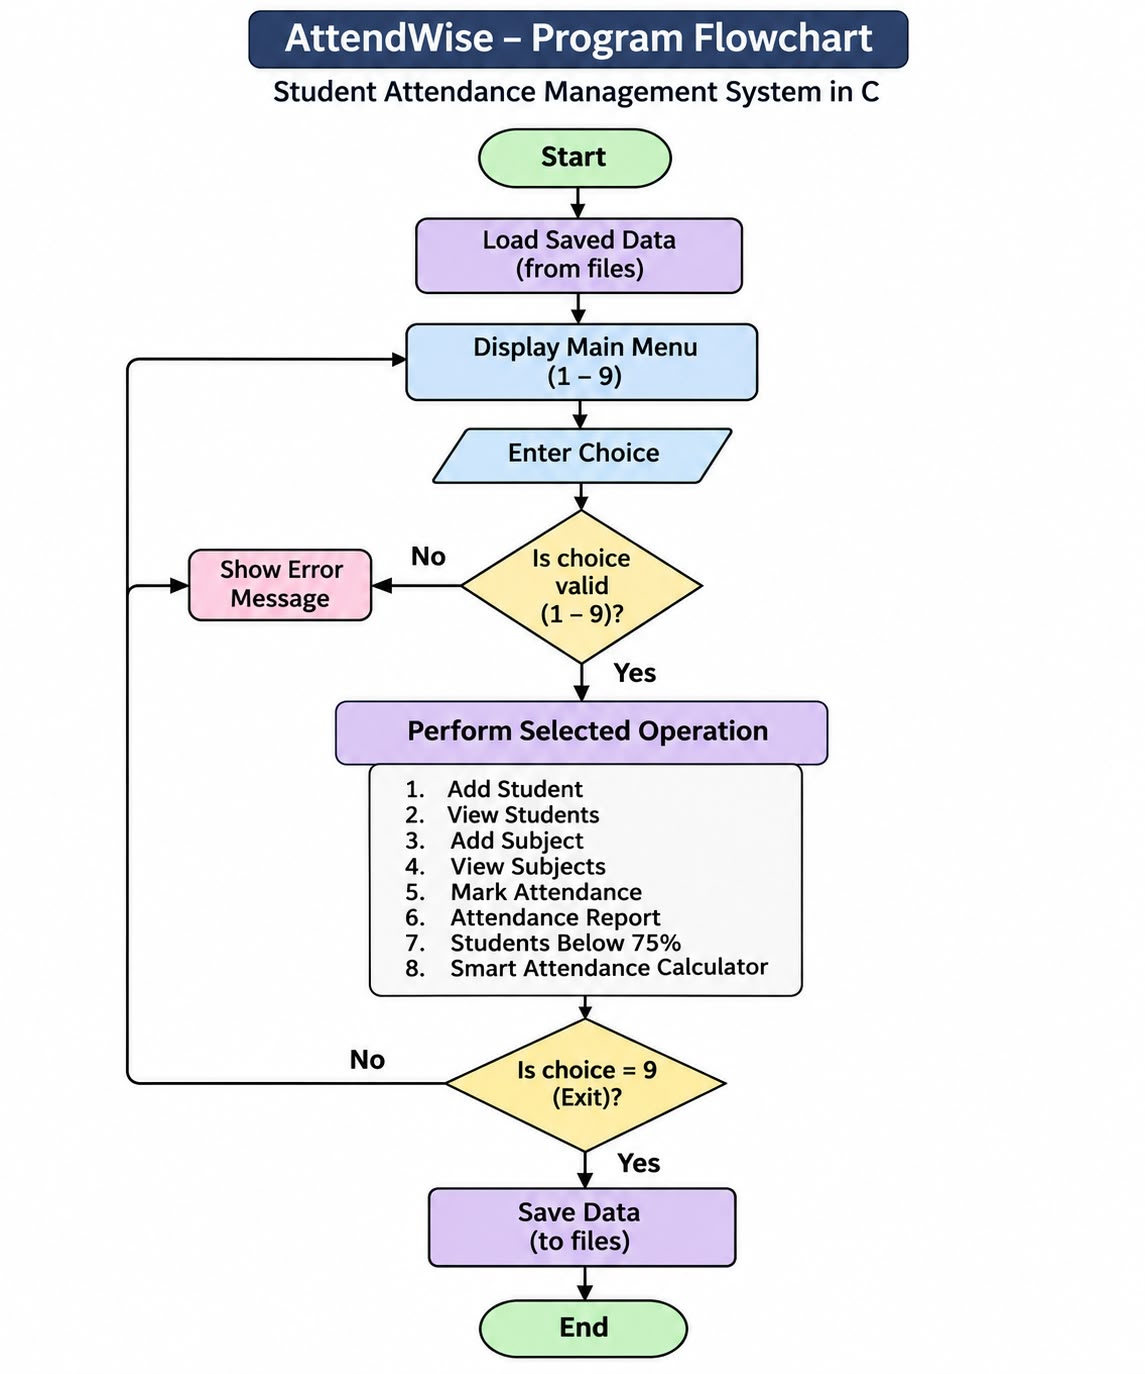 AttendWise – Program Flowchart
Student Attendance Management System in C
Start
Load Saved Data
(from files)
Display Main Menu
(1 – 9)
Enter Choice
Is choice
valid
(1 – 9)?
No
Show Error
Message
Yes
Perform Selected Operation
1. Add Student
2. View Students
3. Add Subject
4. View Subjects
5. Mark Attendance
6. Attendance Report
7. Students Below 75%
8. Smart Attendance Calculator
Is choice = 9
(Exit)?
No
Yes
Save Data
(to files)
End